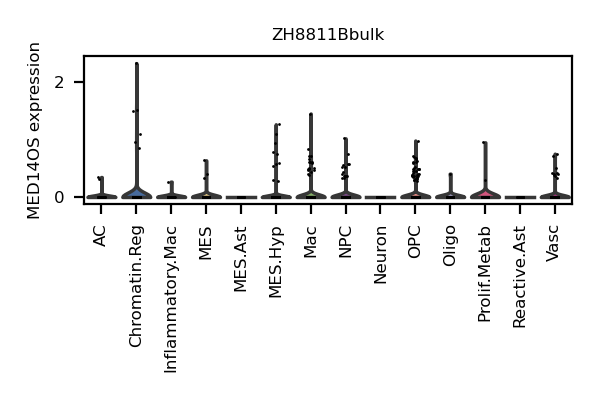 ZH8811Bbulk
MED14OS expression
2
0
AC
Chromatin.Reg
Inflammatory.Mac
MES
MES.Ast
MES.Hyp
Mac
NPC
Neuron
OPC
Oligo
Prolif.Metab
Reactive.Ast
Vasc